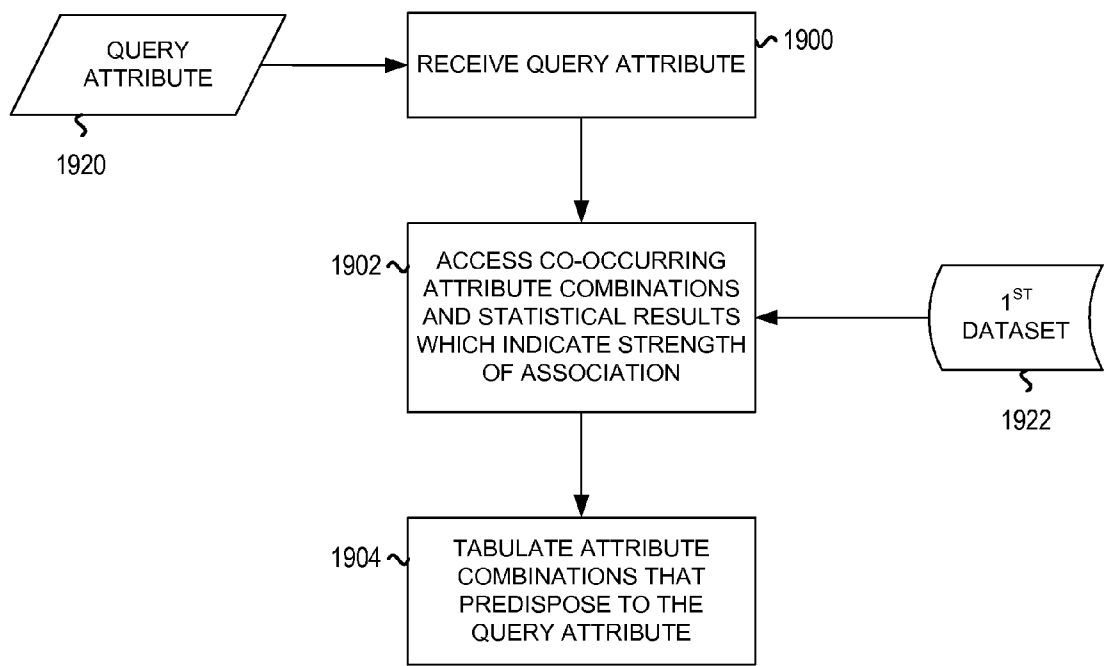 QUERY
ATTRIBUTE
1920
RECEIVE QUERY ATTRIBUTE
1900
1902
ACCESS CO-OCCURRING
ATTRIBUTE COMBINATIONS
AND STATISTICAL RESULTS
WHICH INDICATE STRENGTH
OF ASSOCIATION
1ST
DATASET
1922
1904
TABULATE ATTRIBUTE
COMBINATIONS THAT
PREDISPOSE TO THE
QUERY ATTRIBUTE